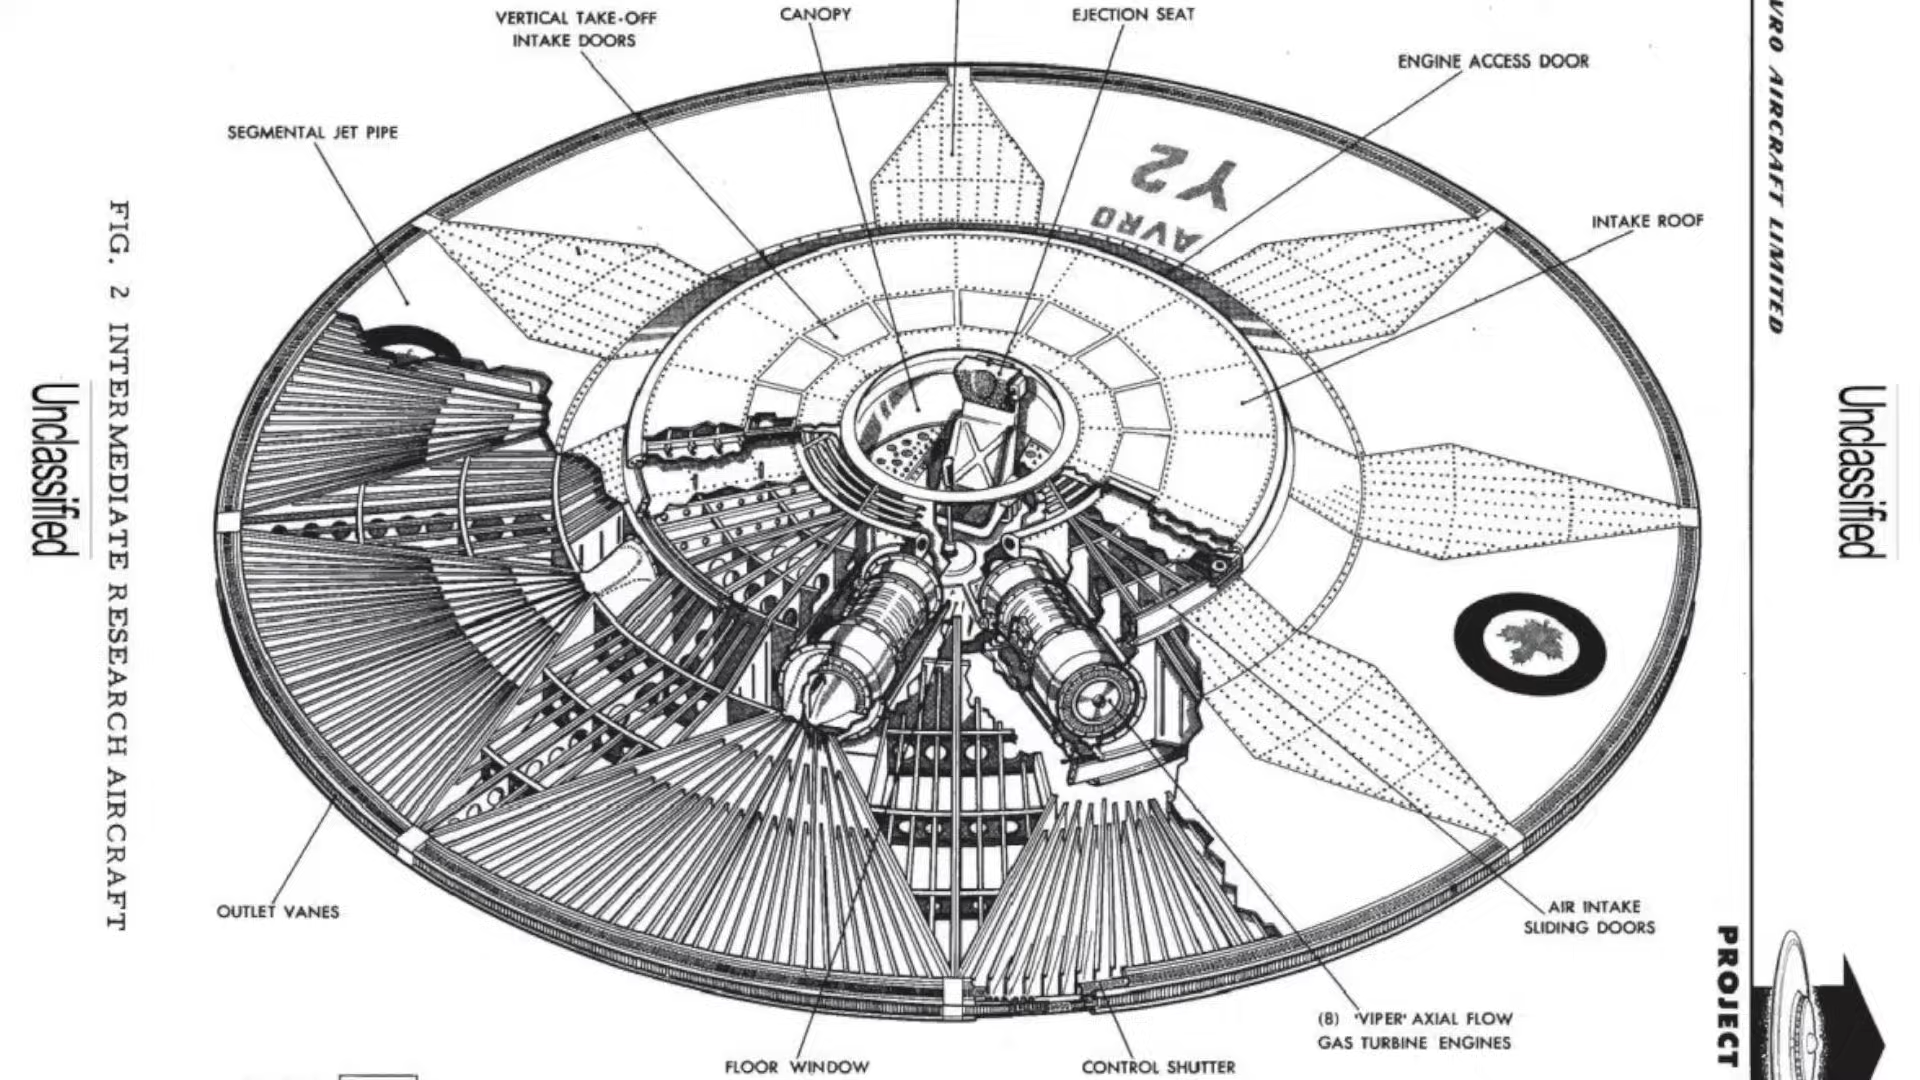 VERTICAL TAKE-OFF
INTAKE DOORS
CANOPY
EJECTION SEAT
ENGINE ACCESS DOOR
SEGMENTAL JET PIPE
INTAKE ROOF
AVRO
Y2
FIG. 2 INTERMEDIATE RESEARCH AIRCRAFT
Unclassified
AIRCRAFT LIMITED
Unclassified
OUTLET VANES
AIR INTAKE
SLIDING DOORS
PROJECT
(8) 'VIPER' AXIAL FLOW
GAS TURBINE ENGINES
FLOOR WINDOW
CONTROL SHUTTER